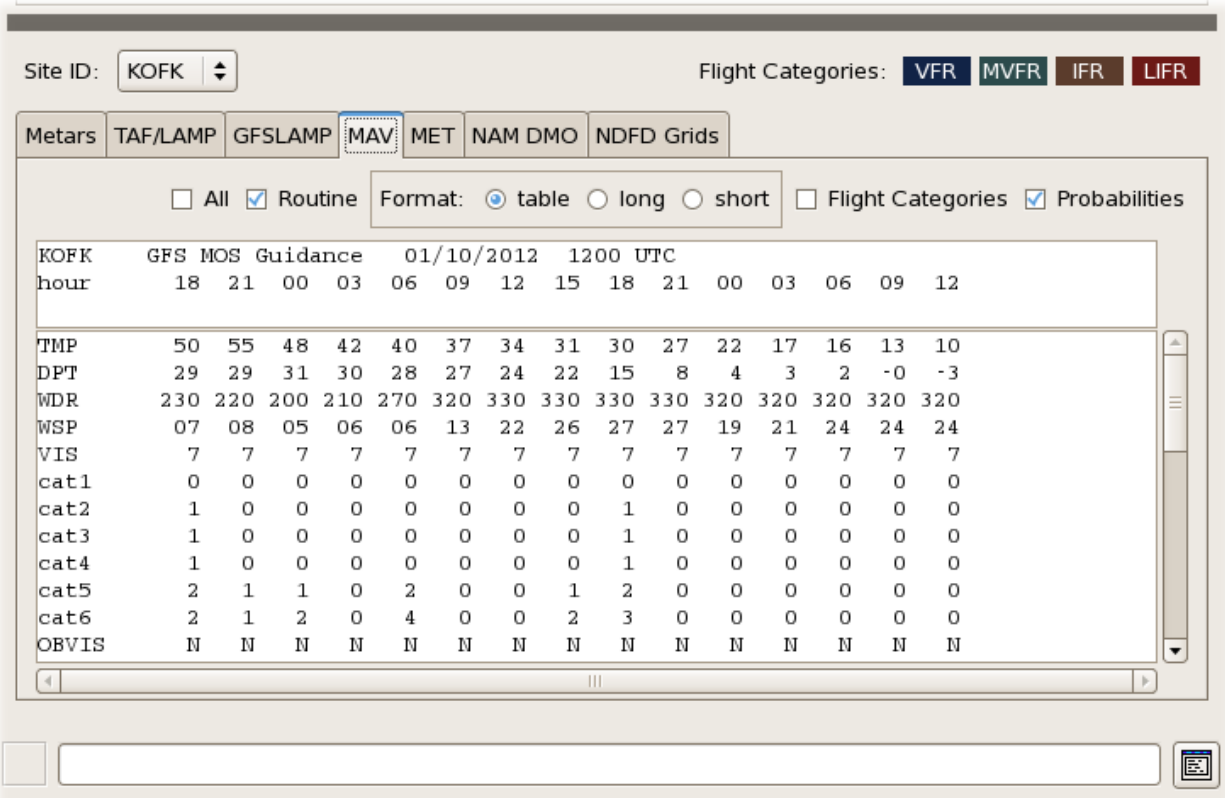 Site ID: KOFK Flight Categories: VFR MVFR IFR LIFR
Metars TAF/LAMP GFSLAMP MAV MET NAM DMO NDFD Grids
All Routine Format: table long short Flight Categories Probabilities
KOFK GFS MOS Guidance 01/10/2012 1200 UTC
hour 18 21 00 03 06 09 12 15 18 21 00 03 06 09 12
TMP 50 55 48 42 40 37 34 31 30 27 22 17 16 13 10
DPT 29 29 31 30 28 27 24 22 15 8 4 3 2 -0 -3
WDR 230 220 200 210 270 320 330 330 330 330 320 320 320 320 320
WSP 07 08 05 06 06 13 22 26 27 27 19 21 24 24 24
VIS 7 7 7 7 7 7 7 7 7 7 7 7 7 7 7
cat1 0 0 0 0 0 0 0 0 0 0 0 0 0 0 0
cat2 1 0 0 0 0 0 0 0 1 0 0 0 0 0 0
cat3 1 0 0 0 0 0 0 0 1 0 0 0 0 0 0
cat4 1 0 0 0 0 0 0 0 1 0 0 0 0 0 0
cat5 2 1 1 0 2 0 0 1 2 0 0 0 0 0 0
cat6 2 1 2 0 4 0 0 2 3 0 0 0 0 0 0
OBVIS N N N N N N N N N N N N N N N